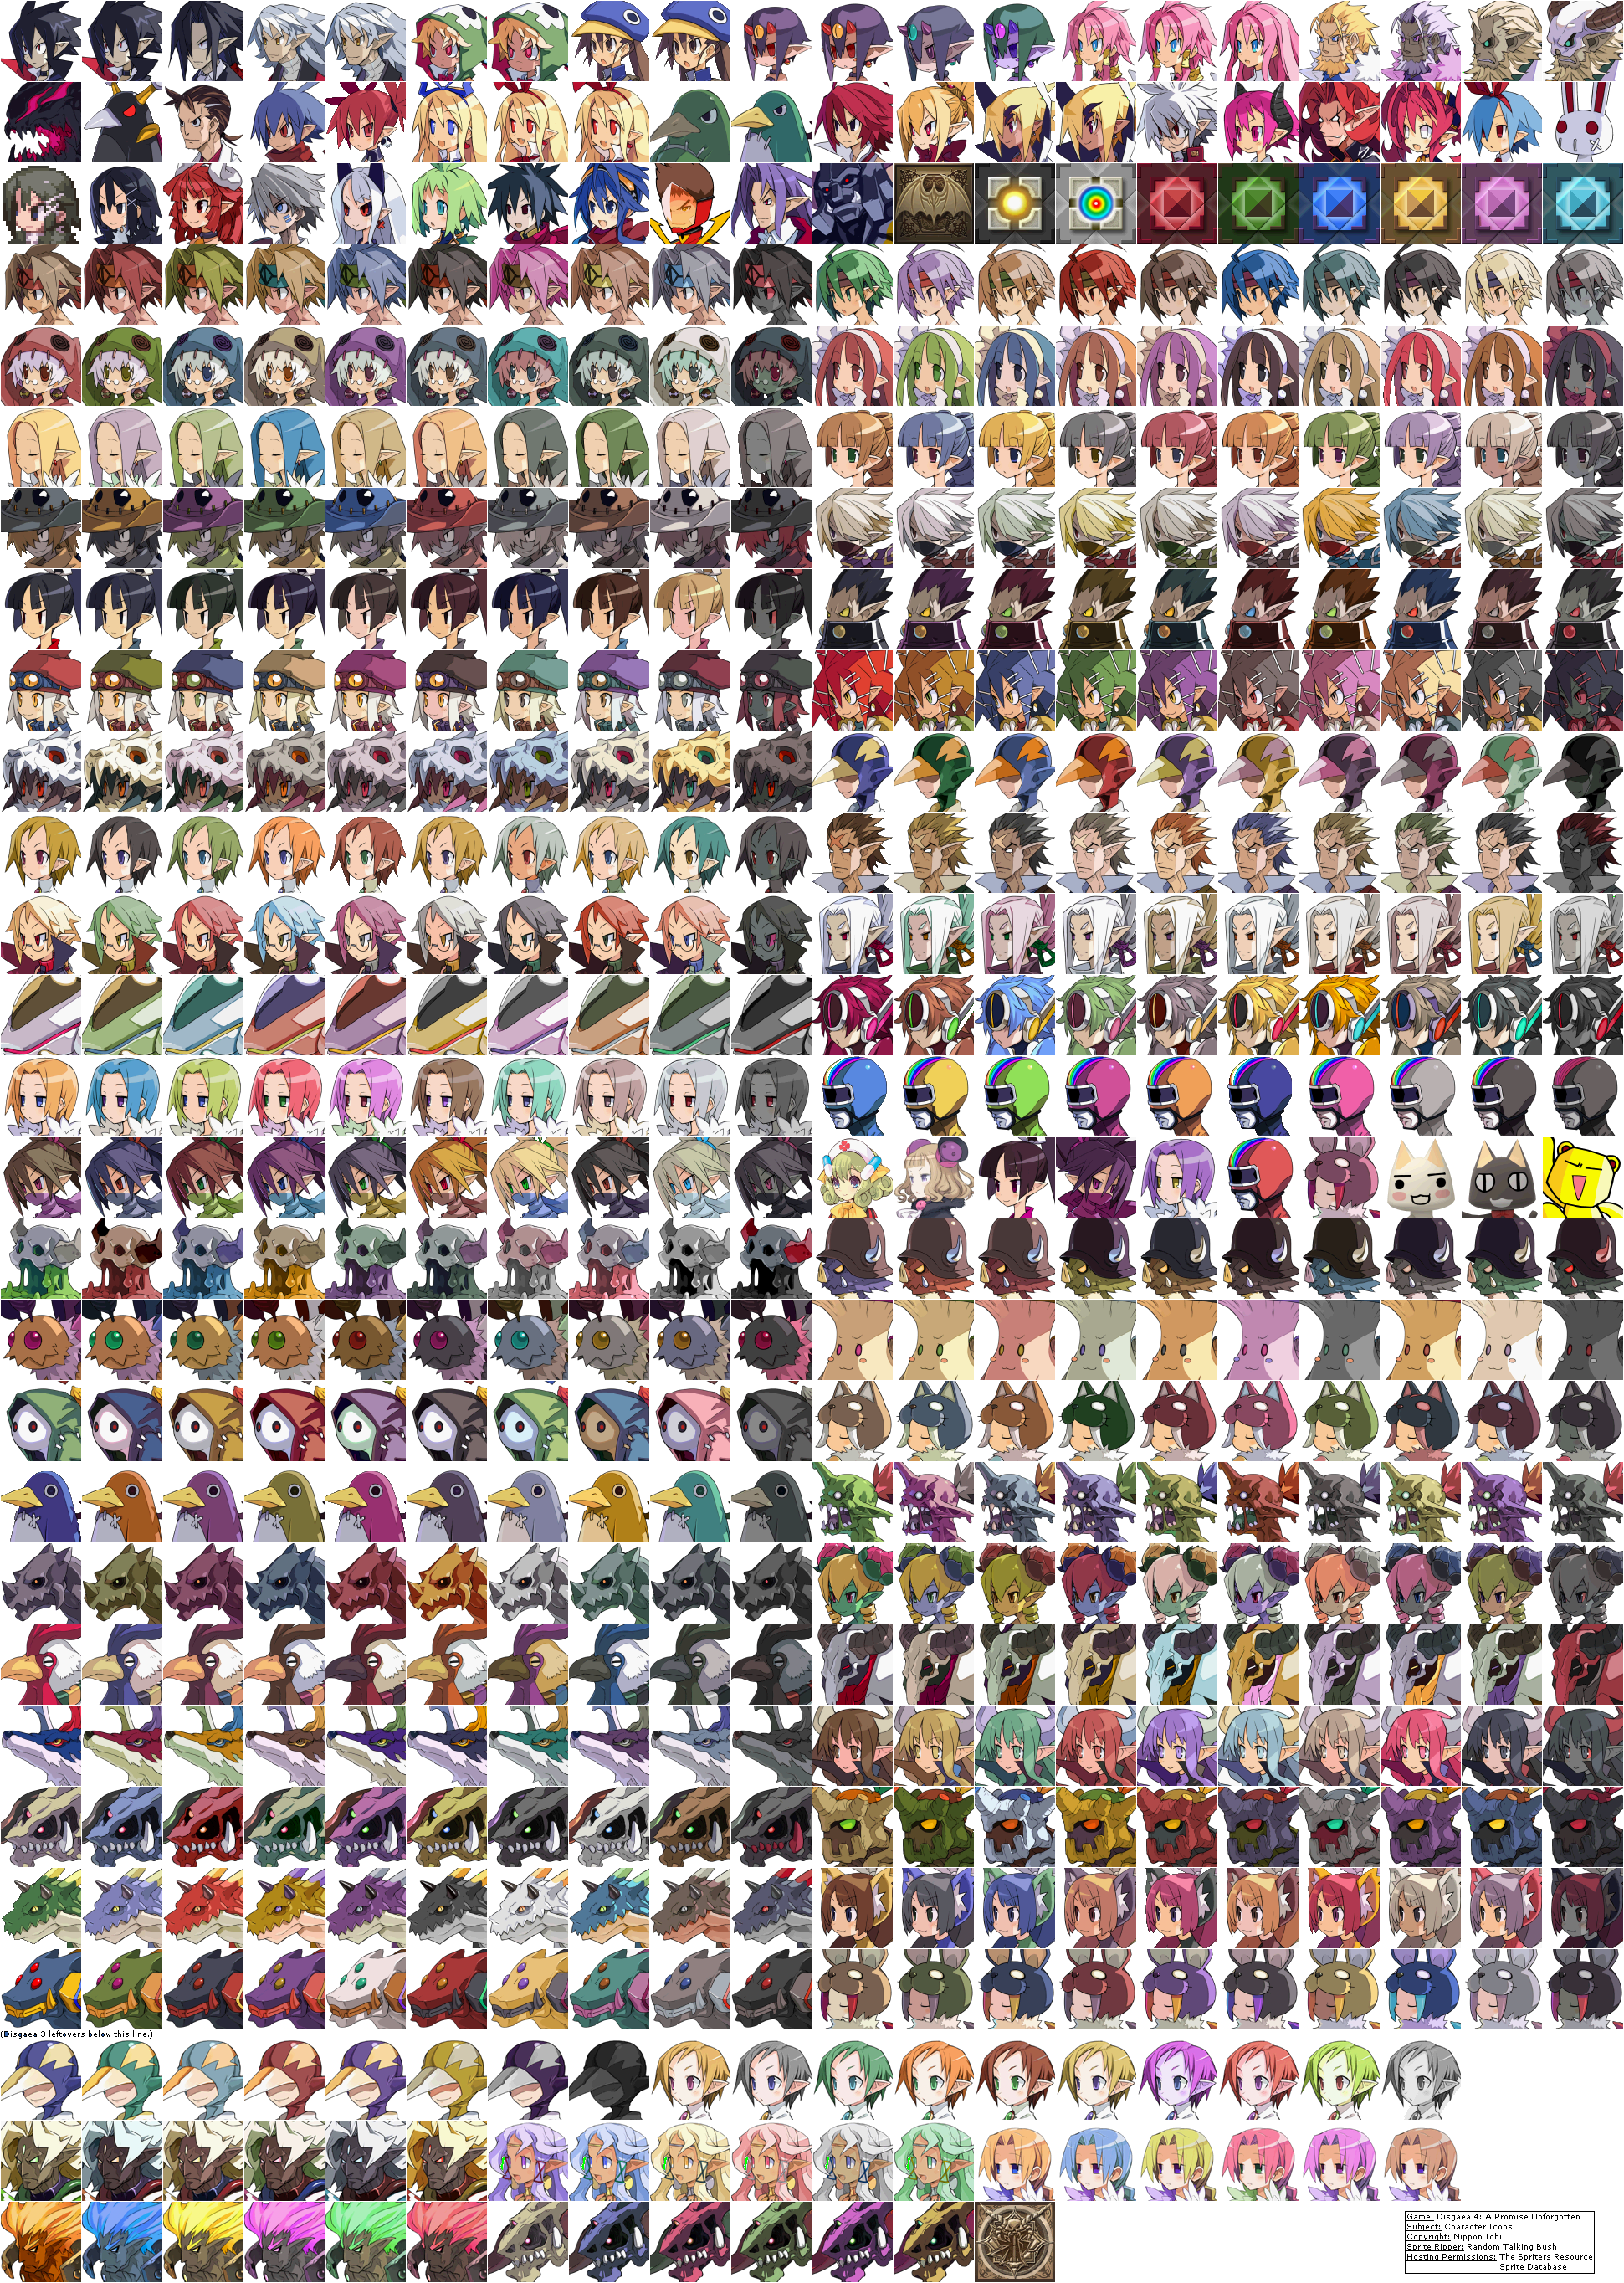 (Disgaea 3 leftovers below this line.)
Game: Disgaea 4: A Promise Unforgotten
Subject: Character Icons
Copyright: Nippon Ichi
Sprite Ripper: Random Talking Bush
Hosting Permissions: The Spriters Resource
Sprite Database